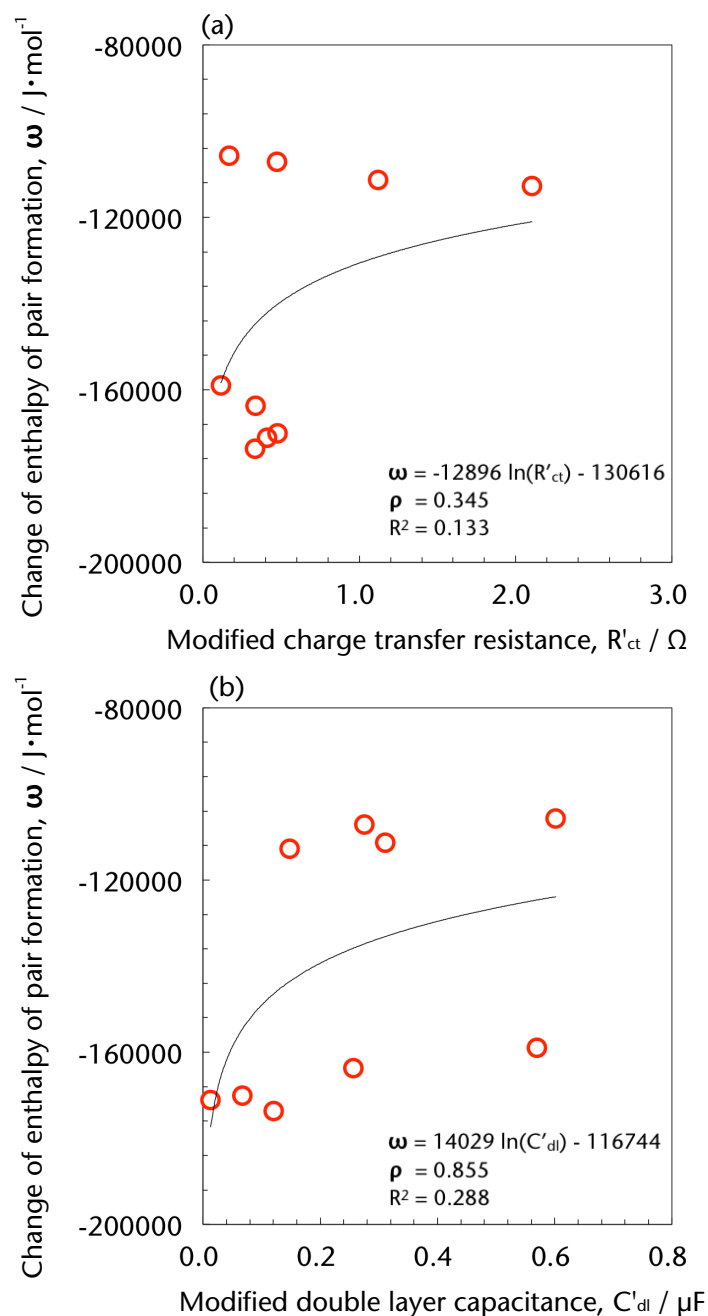 (a)
Change of enthalpy of pair formation, ω / J·mol⁻¹
-80000
-120000
-160000
-200000
ω = -12896 ln(R'ct) - 130616
ρ = 0.345
R² = 0.133
0.0 1.0 2.0 3.0
Modified charge transfer resistance, R'ct / Ω
(b)
Change of enthalpy of pair formation, ω / J·mol⁻¹
-80000
-120000
-160000
-200000
ω = 14029 ln(C'dl) - 116744
ρ = 0.855
R² = 0.288
0.0 0.2 0.4 0.6 0.8
Modified double layer capacitance, C'dl / μF